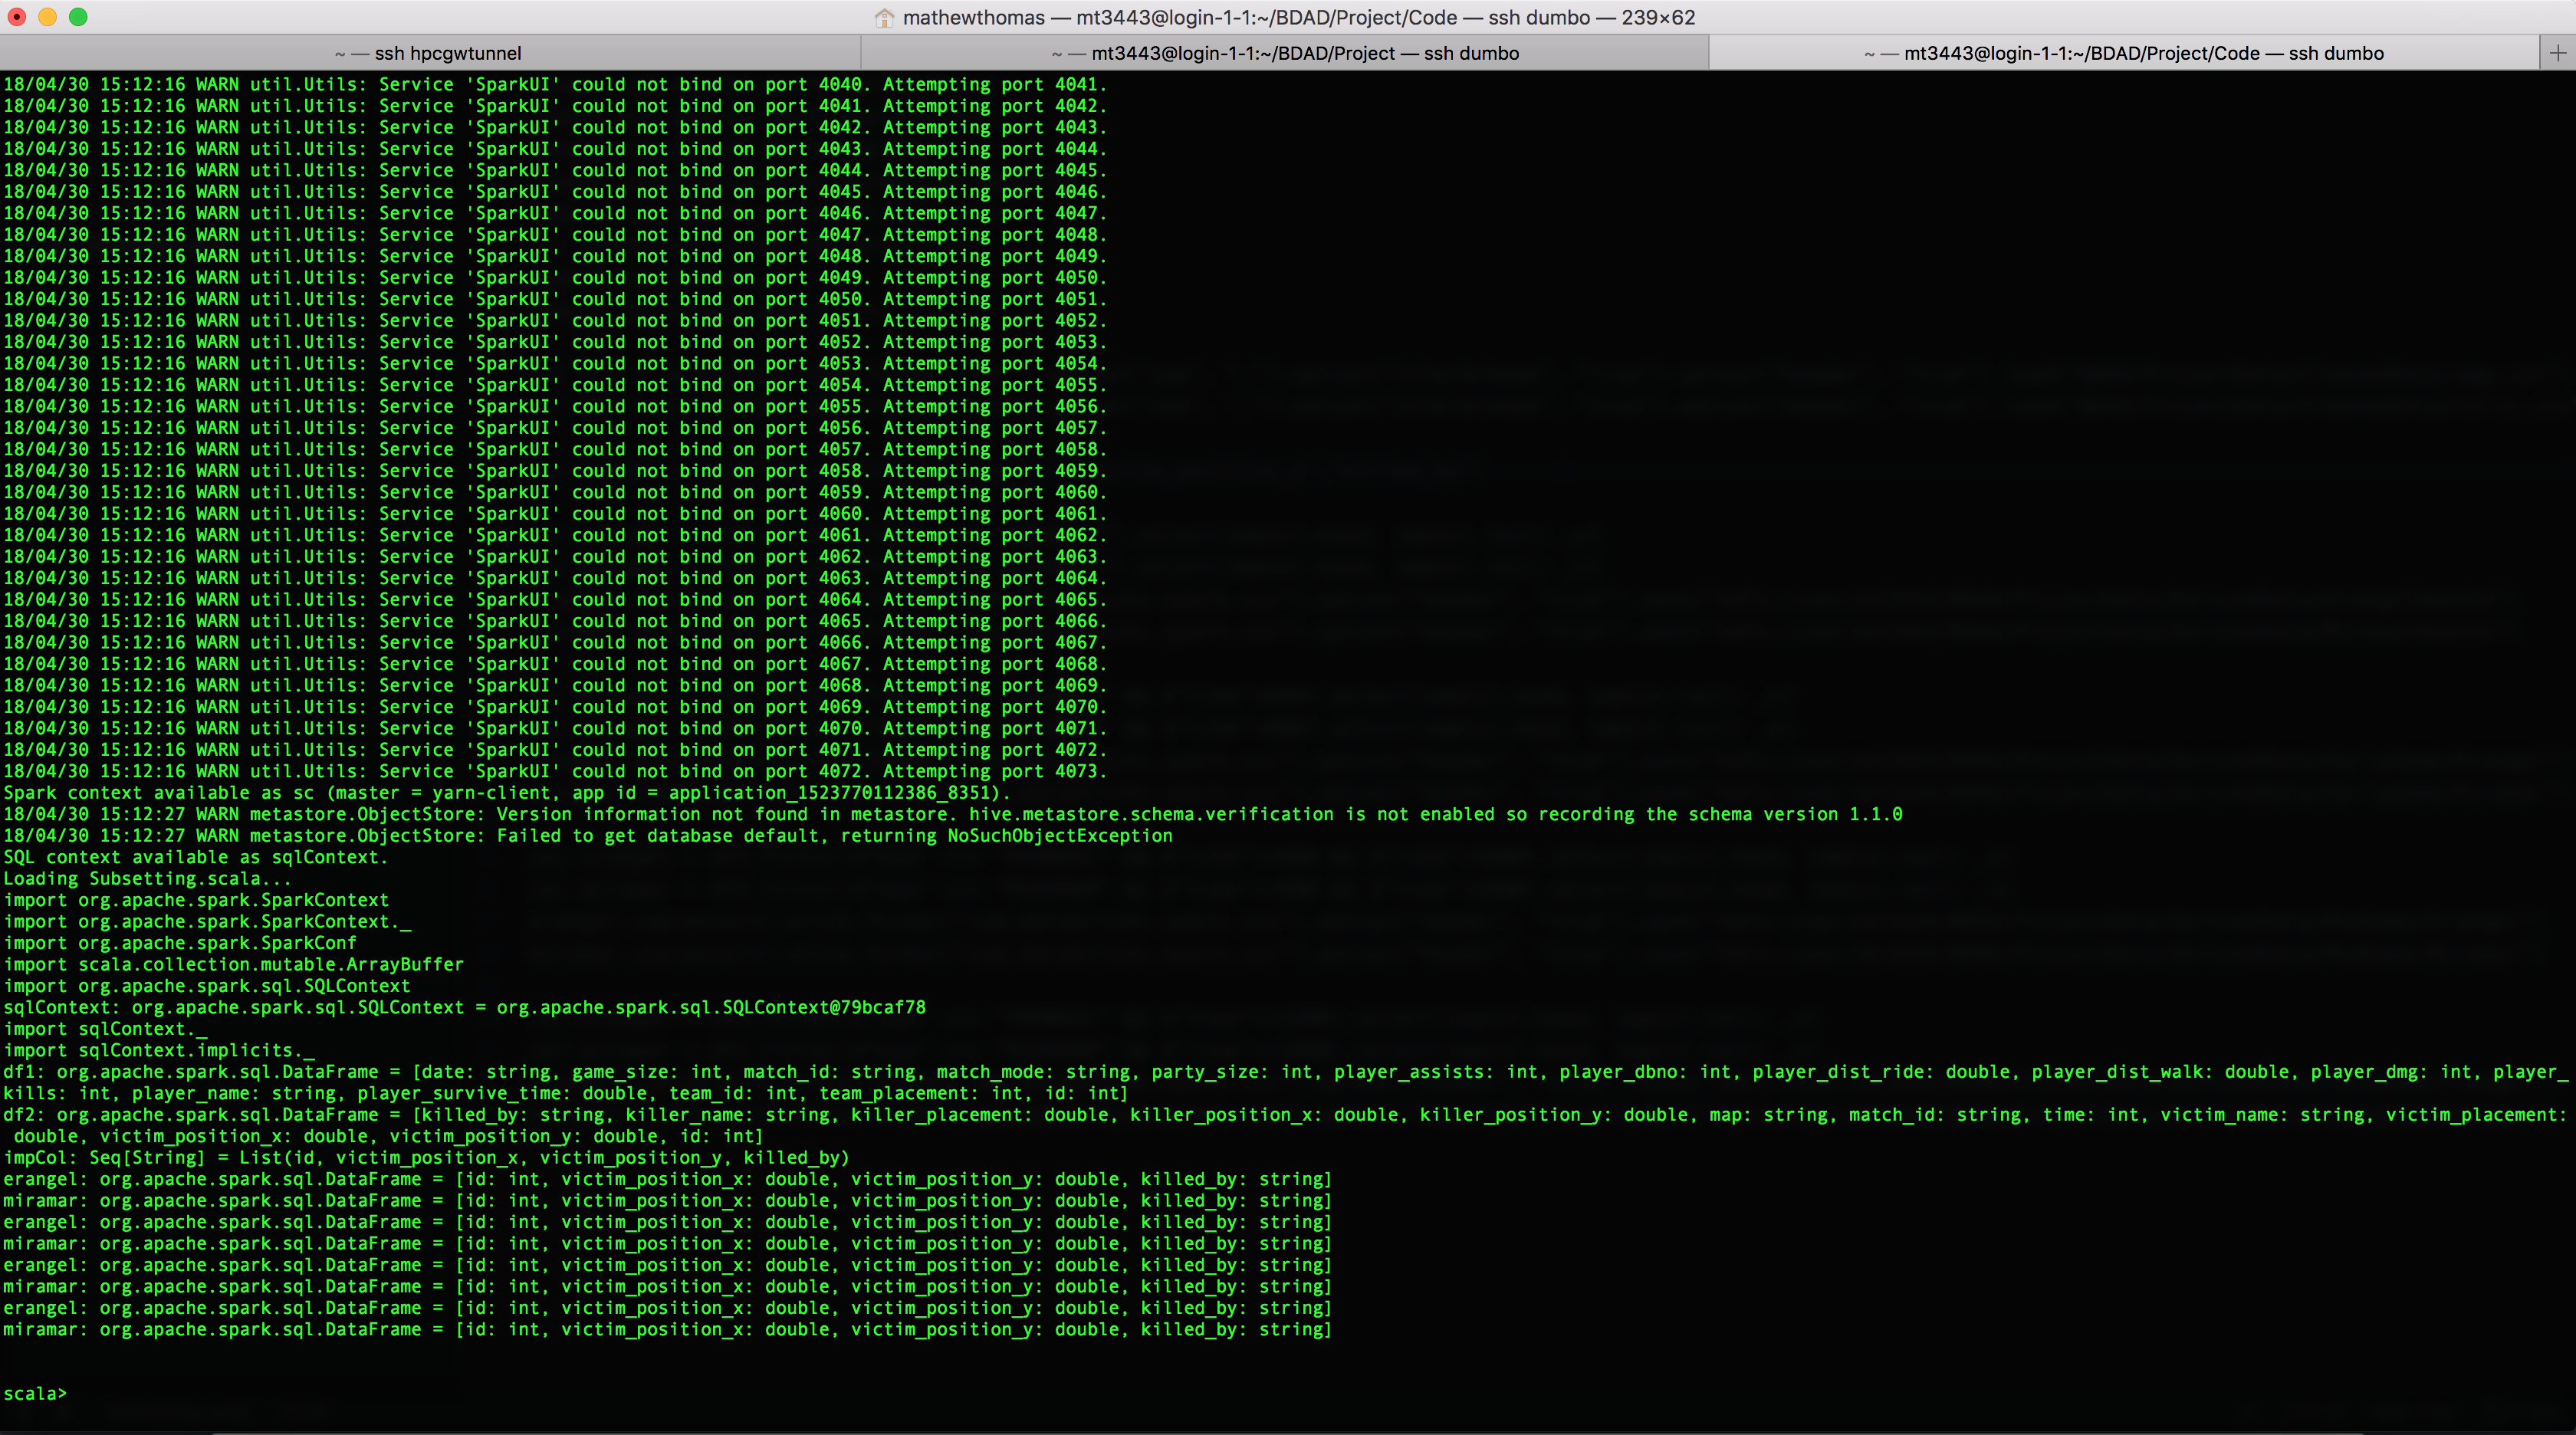 mathewthomas — mt3443@login-1-1:~/BDAD/Project/Code — ssh dumbo — 239×62
~ — ssh hpcgwtunnel
~ — mt3443@login-1-1:~/BDAD/Project — ssh dumbo
~ — mt3443@login-1-1:~/BDAD/Project/Code — ssh dumbo
18/04/30 15:12:16 WARN util.Utils: Service 'SparkUI' could not bind on port 4040. Attempting port 4041.
18/04/30 15:12:16 WARN util.Utils: Service 'SparkUI' could not bind on port 4041. Attempting port 4042.
18/04/30 15:12:16 WARN util.Utils: Service 'SparkUI' could not bind on port 4042. Attempting port 4043.
18/04/30 15:12:16 WARN util.Utils: Service 'SparkUI' could not bind on port 4043. Attempting port 4044.
18/04/30 15:12:16 WARN util.Utils: Service 'SparkUI' could not bind on port 4044. Attempting port 4045.
18/04/30 15:12:16 WARN util.Utils: Service 'SparkUI' could not bind on port 4045. Attempting port 4046.
18/04/30 15:12:16 WARN util.Utils: Service 'SparkUI' could not bind on port 4046. Attempting port 4047.
18/04/30 15:12:16 WARN util.Utils: Service 'SparkUI' could not bind on port 4047. Attempting port 4048.
18/04/30 15:12:16 WARN util.Utils: Service 'SparkUI' could not bind on port 4048. Attempting port 4049.
18/04/30 15:12:16 WARN util.Utils: Service 'SparkUI' could not bind on port 4049. Attempting port 4050.
18/04/30 15:12:16 WARN util.Utils: Service 'SparkUI' could not bind on port 4050. Attempting port 4051.
18/04/30 15:12:16 WARN util.Utils: Service 'SparkUI' could not bind on port 4051. Attempting port 4052.
18/04/30 15:12:16 WARN util.Utils: Service 'SparkUI' could not bind on port 4052. Attempting port 4053.
18/04/30 15:12:16 WARN util.Utils: Service 'SparkUI' could not bind on port 4053. Attempting port 4054.
18/04/30 15:12:16 WARN util.Utils: Service 'SparkUI' could not bind on port 4054. Attempting port 4055.
18/04/30 15:12:16 WARN util.Utils: Service 'SparkUI' could not bind on port 4055. Attempting port 4056.
18/04/30 15:12:16 WARN util.Utils: Service 'SparkUI' could not bind on port 4056. Attempting port 4057.
18/04/30 15:12:16 WARN util.Utils: Service 'SparkUI' could not bind on port 4057. Attempting port 4058.
18/04/30 15:12:16 WARN util.Utils: Service 'SparkUI' could not bind on port 4058. Attempting port 4059.
18/04/30 15:12:16 WARN util.Utils: Service 'SparkUI' could not bind on port 4059. Attempting port 4060.
18/04/30 15:12:16 WARN util.Utils: Service 'SparkUI' could not bind on port 4060. Attempting port 4061.
18/04/30 15:12:16 WARN util.Utils: Service 'SparkUI' could not bind on port 4061. Attempting port 4062.
18/04/30 15:12:16 WARN util.Utils: Service 'SparkUI' could not bind on port 4062. Attempting port 4063.
18/04/30 15:12:16 WARN util.Utils: Service 'SparkUI' could not bind on port 4063. Attempting port 4064.
18/04/30 15:12:16 WARN util.Utils: Service 'SparkUI' could not bind on port 4064. Attempting port 4065.
18/04/30 15:12:16 WARN util.Utils: Service 'SparkUI' could not bind on port 4065. Attempting port 4066.
18/04/30 15:12:16 WARN util.Utils: Service 'SparkUI' could not bind on port 4066. Attempting port 4067.
18/04/30 15:12:16 WARN util.Utils: Service 'SparkUI' could not bind on port 4067. Attempting port 4068.
18/04/30 15:12:16 WARN util.Utils: Service 'SparkUI' could not bind on port 4068. Attempting port 4069.
18/04/30 15:12:16 WARN util.Utils: Service 'SparkUI' could not bind on port 4069. Attempting port 4070.
18/04/30 15:12:16 WARN util.Utils: Service 'SparkUI' could not bind on port 4070. Attempting port 4071.
18/04/30 15:12:16 WARN util.Utils: Service 'SparkUI' could not bind on port 4071. Attempting port 4072.
18/04/30 15:12:16 WARN util.Utils: Service 'SparkUI' could not bind on port 4072. Attempting port 4073.
Spark context available as sc (master = yarn-client, app id = application_1523770112386_8351).
18/04/30 15:12:27 WARN metastore.ObjectStore: Version information not found in metastore. hive.metastore.schema.verification is not enabled so recording the schema version 1.1.0
18/04/30 15:12:27 WARN metastore.ObjectStore: Failed to get database default, returning NoSuchObjectException
SQL context available as sqlContext.
Loading Subsetting.scala...
import org.apache.spark.SparkContext
import org.apache.spark.SparkContext._
import org.apache.spark.SparkConf
import scala.collection.mutable.ArrayBuffer
import org.apache.spark.sql.SQLContext
sqlContext: org.apache.spark.sql.SQLContext = org.apache.spark.sql.SQLContext@79bcaf78
import sqlContext._
import sqlContext.implicits._
df1: org.apache.spark.sql.DataFrame = [date: string, game_size: int, match_id: string, match_mode: string, party_size: int, player_assists: int, player_dbno: int, player_dist_ride: double, player_dist_walk: double, player_dmg: int, player_
kills: int, player_name: string, player_survive_time: double, team_id: int, team_placement: int, id: int]
df2: org.apache.spark.sql.DataFrame = [killed_by: string, killer_name: string, killer_placement: double, killer_position_x: double, killer_position_y: double, map: string, match_id: string, time: int, victim_name: string, victim_placement:
 double, victim_position_x: double, victim_position_y: double, id: int]
impCol: Seq[String] = List(id, victim_position_x, victim_position_y, killed_by)
erangel: org.apache.spark.sql.DataFrame = [id: int, victim_position_x: double, victim_position_y: double, killed_by: string]
miramar: org.apache.spark.sql.DataFrame = [id: int, victim_position_x: double, victim_position_y: double, killed_by: string]
erangel: org.apache.spark.sql.DataFrame = [id: int, victim_position_x: double, victim_position_y: double, killed_by: string]
miramar: org.apache.spark.sql.DataFrame = [id: int, victim_position_x: double, victim_position_y: double, killed_by: string]
erangel: org.apache.spark.sql.DataFrame = [id: int, victim_position_x: double, victim_position_y: double, killed_by: string]
miramar: org.apache.spark.sql.DataFrame = [id: int, victim_position_x: double, victim_position_y: double, killed_by: string]
erangel: org.apache.spark.sql.DataFrame = [id: int, victim_position_x: double, victim_position_y: double, killed_by: string]
miramar: org.apache.spark.sql.DataFrame = [id: int, victim_position_x: double, victim_position_y: double, killed_by: string]
scala>